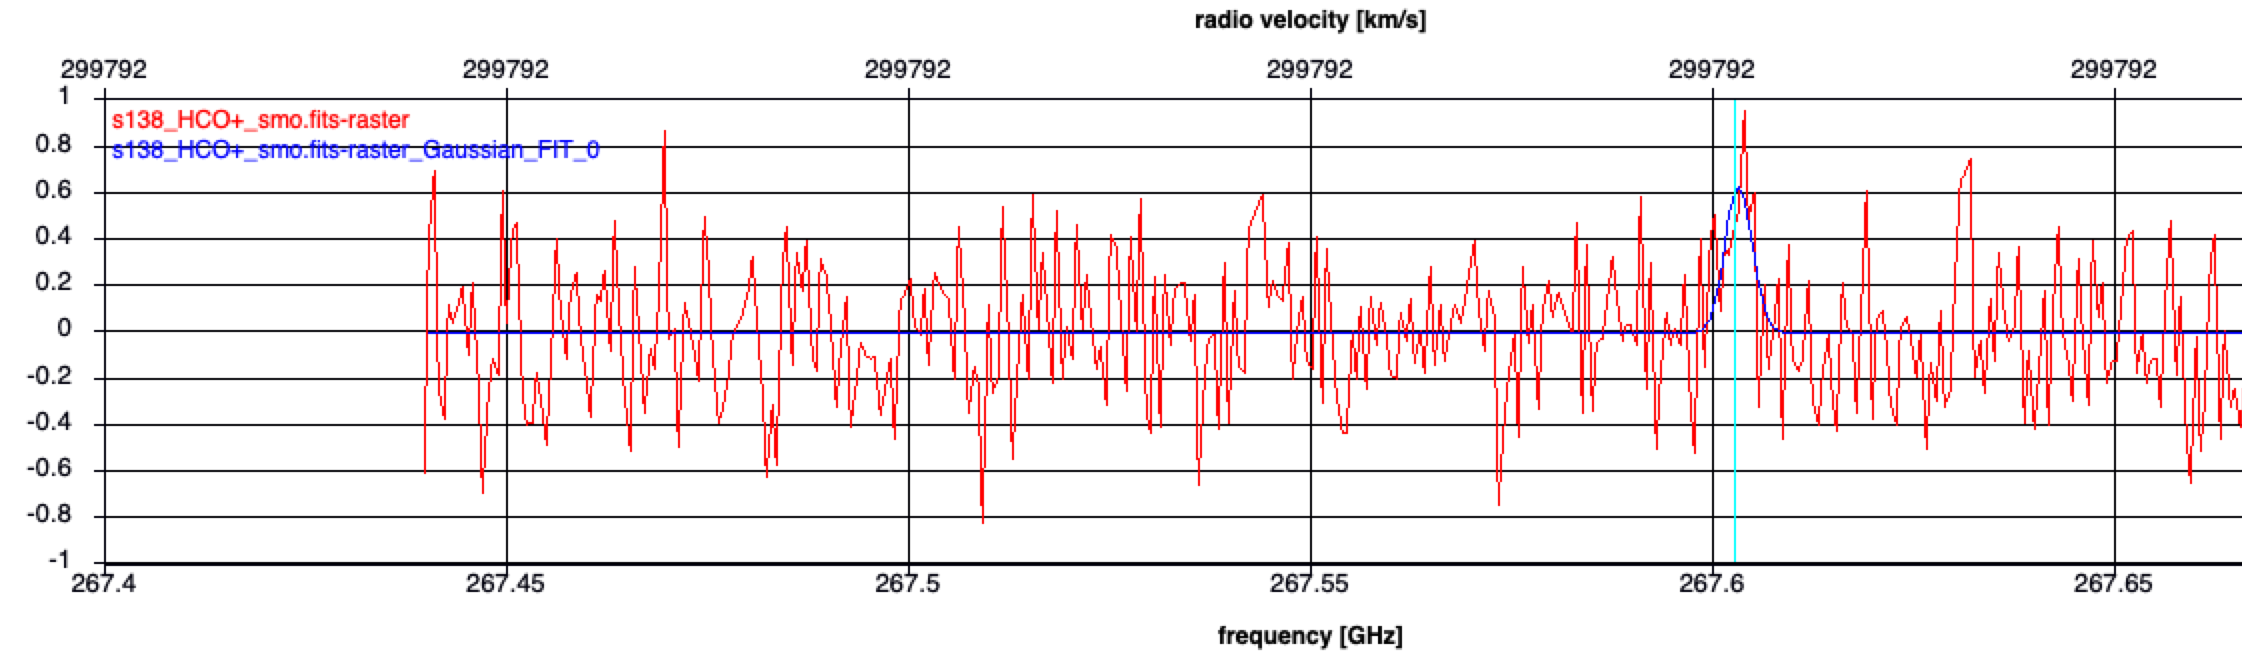 radio velocity [km/s]
299792 299792 299792 299792 299792 299792
1
s138_HCO+_smo.fits-raster
0.8
s138_HCO+_smo.fits-raster_Gaussian_FIT_0
0.6
0.4
0.2
0
-0.2
-0.4
-0.6
-0.8
-1
267.4 267.45 267.5 267.55 267.6 267.65
frequency [GHz]